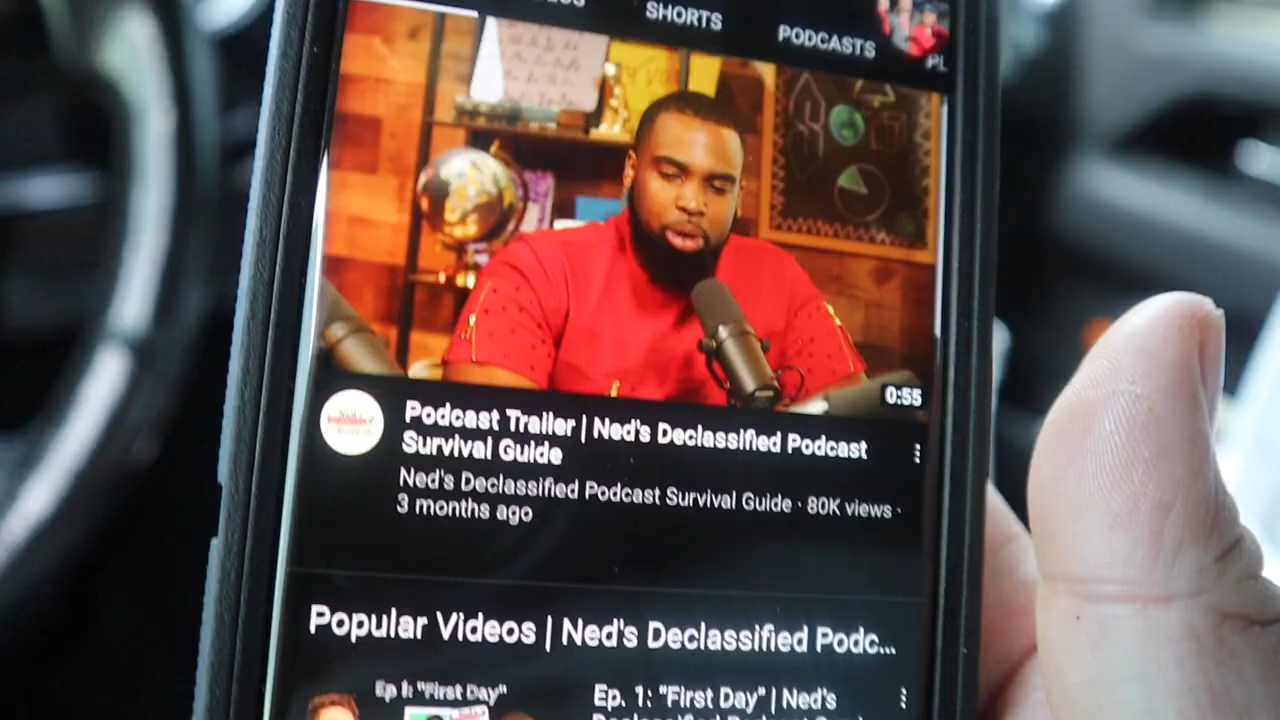 SHORTS
PODCASTS
PL
0:55
Podcast Trailer | Ned's Declassified Podcast
Survival Guide
Ned's Declassified Podcast Survival Guide · 80K views ·
3 months ago
Popular Videos | Ned's Declassified Podc...
Ep 1: "First Day"
Ep. 1: “First Day” | Ned's